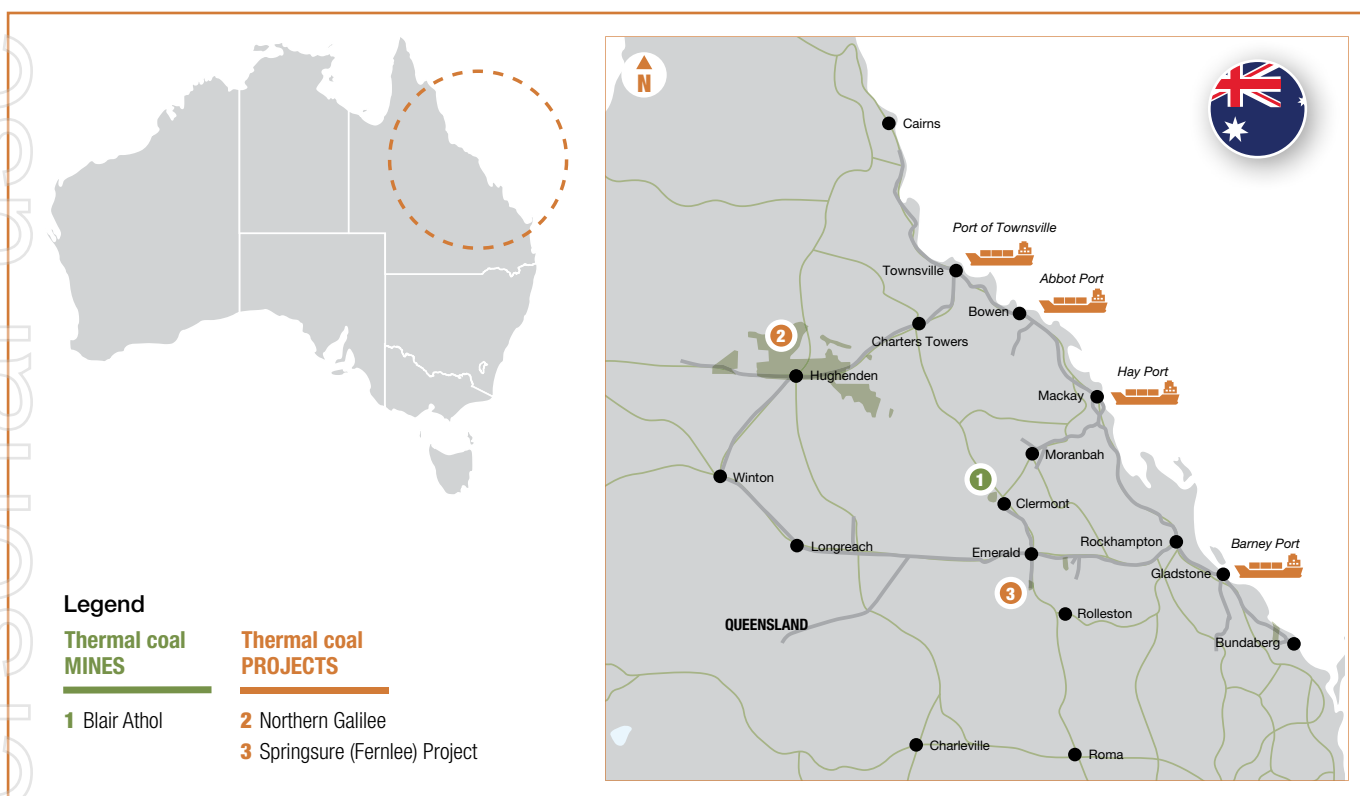 Legend
Thermal coal
MINES
1 Blair Athol
Thermal coal
PROJECTS
2 Northern Galilee
3 Springsure (Fernlee) Project
N
Cairns
Port of Townsville
Townsville
Abbot Port
Bowen
2
Charters Towers
Hughenden
Hay Port
Mackay
Moranbah
Winton
1
Clermont
Longreach
Emerald
Rockhampton
Barney Port
Gladstone
3
Rolleston
QUEENSLAND
Bundaberg
Charleville
Roma